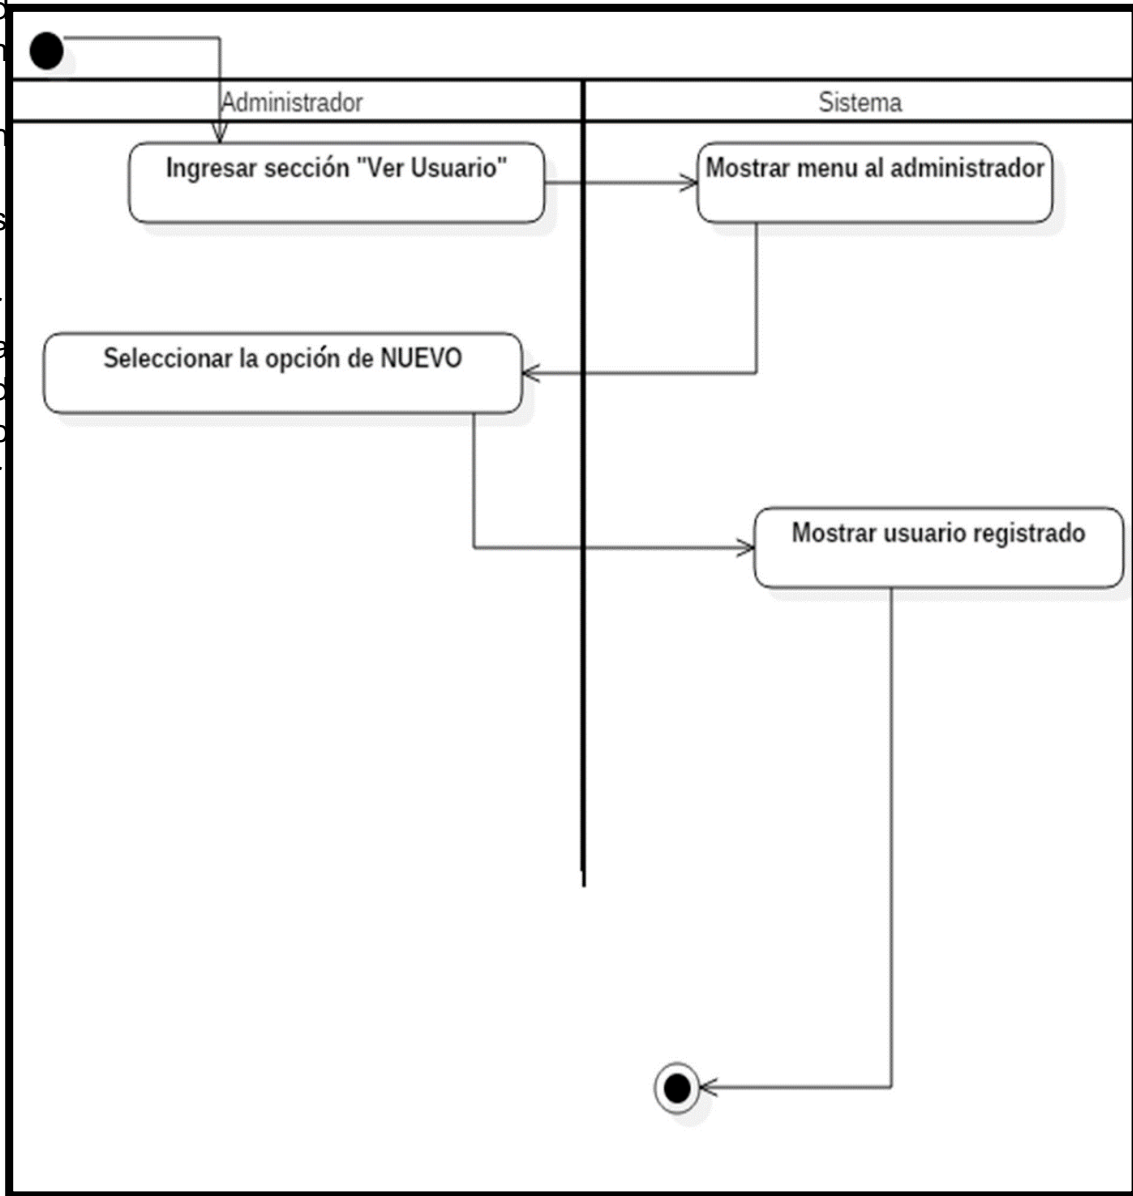 Administrador
Sistema
Ingresar sección "Ver Usuario"
Mostrar menu al administrador
Seleccionar la opción de NUEVO
Mostrar usuario registrado